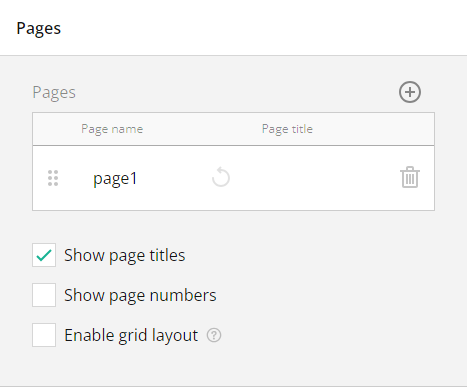 Pages
Pages
Page name Page title
page1
Show page titles
Show page numbers
Enable grid layout ?